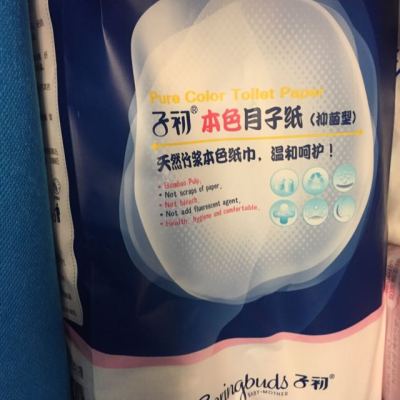 Pure Color Toilet Paper
子初® 本色月子纸（抑菌型）
天然竹浆本色纸巾，温和呵护！
• Bamboo Pulp.
• Not scraps of paper.
• Not bleach.
• Not add fluorescent agent.
• Health, hygiene and comfortable.
Springbuds 子初®
BABY·MOTHER